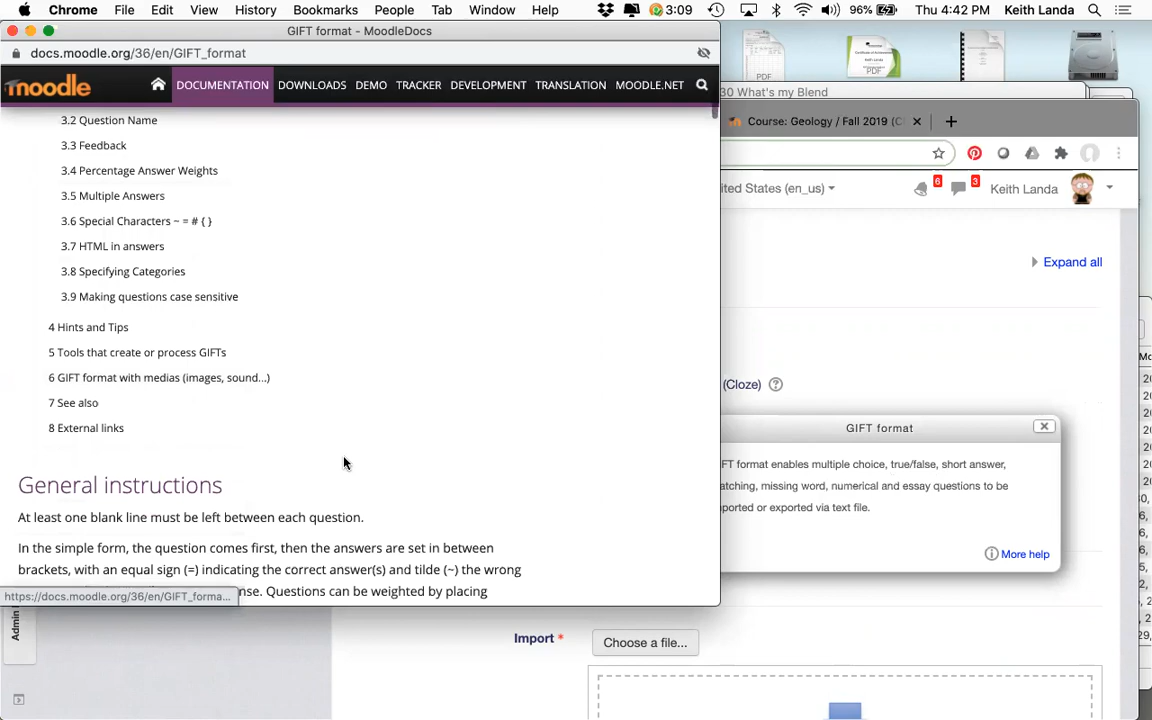 Chrome File Edit View History Bookmarks People Tab Window Help 3:09 96% Thu 4:42 PM Keith Landa
GIFT format - MoodleDocs
docs.moodle.org/36/en/GIFT_format
moodle DOCUMENTATION DOWNLOADS DEMO TRACKER DEVELOPMENT TRANSLATION MOODLE.NET
3.2 Question Name
3.3 Feedback
3.4 Percentage Answer Weights
3.5 Multiple Answers
3.6 Special Characters ~ = # { }
3.7 HTML in answers
3.8 Specifying Categories
3.9 Making questions case sensitive
4 Hints and Tips
5 Tools that create or process GIFTs
6 GIFT format with medias (images, sound...)
7 See also
8 External links
General instructions
At least one blank line must be left between each question.
In the simple form, the question comes first, then the answers are set in between
brackets, with an equal sign (=) indicating the correct answer(s) and tilde (~) the wrong
nse. Questions can be weighted by placing
https://docs.moodle.org/36/en/GIFT_forma...
PDF
PDF
30 What's my Blend
Course: Geology / Fall 2019 (C
ited States (en_us)
6
3
Keith Landa
Expand all
(Cloze)
GIFT format
FT format enables multiple choice, true/false, short answer,
atching, missing word, numerical and essay questions to be
ported or exported via text file.
More help
Admin
Import *
Choose a file...